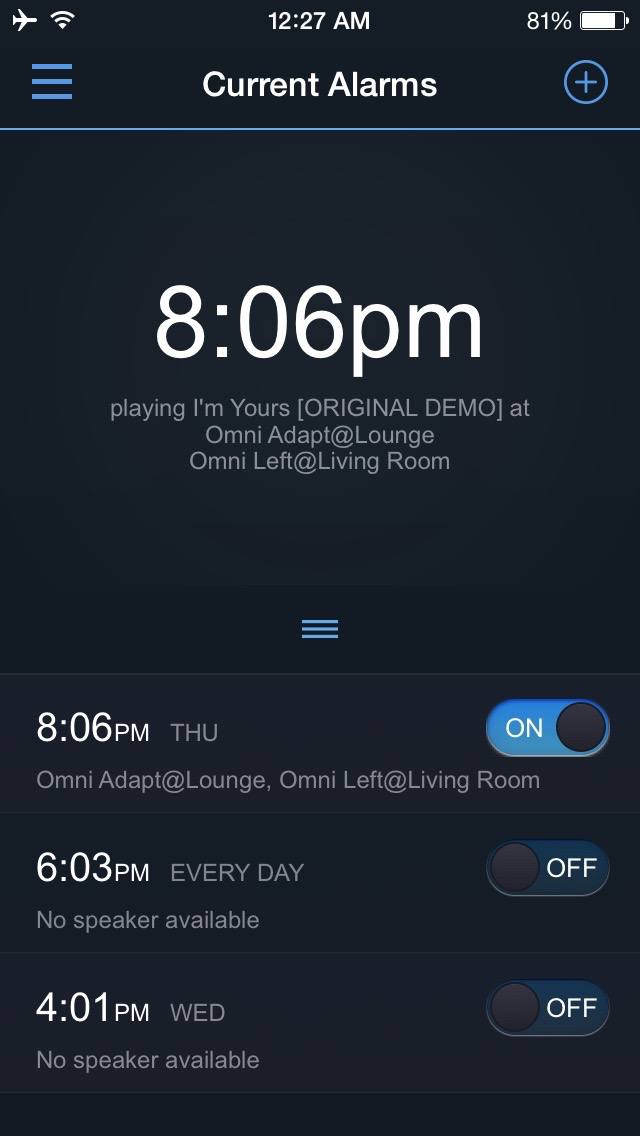 12:27 AM 81%
Current Alarms
8:06pm
playing I'm Yours [ORIGINAL DEMO] at
Omni Adapt@Lounge
Omni Left@Living Room
8:06PM THU ON
Omni Adapt@Lounge, Omni Left@Living Room
6:03PM EVERY DAY OFF
No speaker available
4:01PM WED OFF
No speaker available